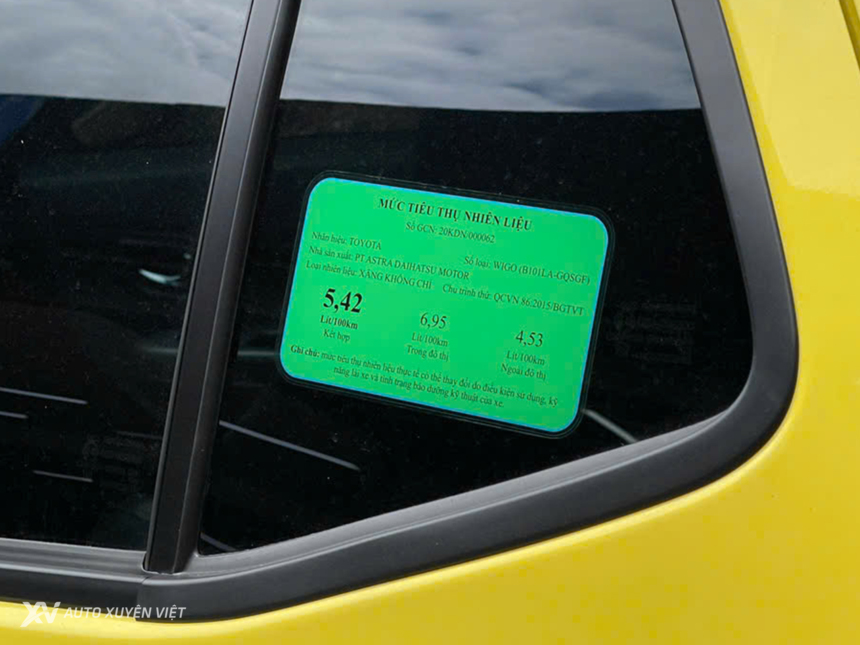 MỨC TIÊU THỤ NHIÊN LIỆU
Số GCN: 20KDN/000062
Nhãn hiệu: TOYOTA
Số loại: WIGO (B101LA-GQSGF)
Nhà sản xuất: PT ASTRA DAIHATSU MOTOR
Loại nhiên liệu: XĂNG KHÔNG CHÌ
Chu trình thử: QCVN 86:2015/BGTVT
5,42
Lít/100km
Kết hợp
6,95
Lít/100km
Trong đô thị
4,53
Lít/100km
Ngoài đô thị
Ghi chú: mức tiêu thụ nhiên liệu thực tế có thể thay đổi do điều kiện sử dụng, kỹ
năng lái xe và tình trạng bảo dưỡng kỹ thuật của xe.
XV AUTO XUYÊN VIỆT